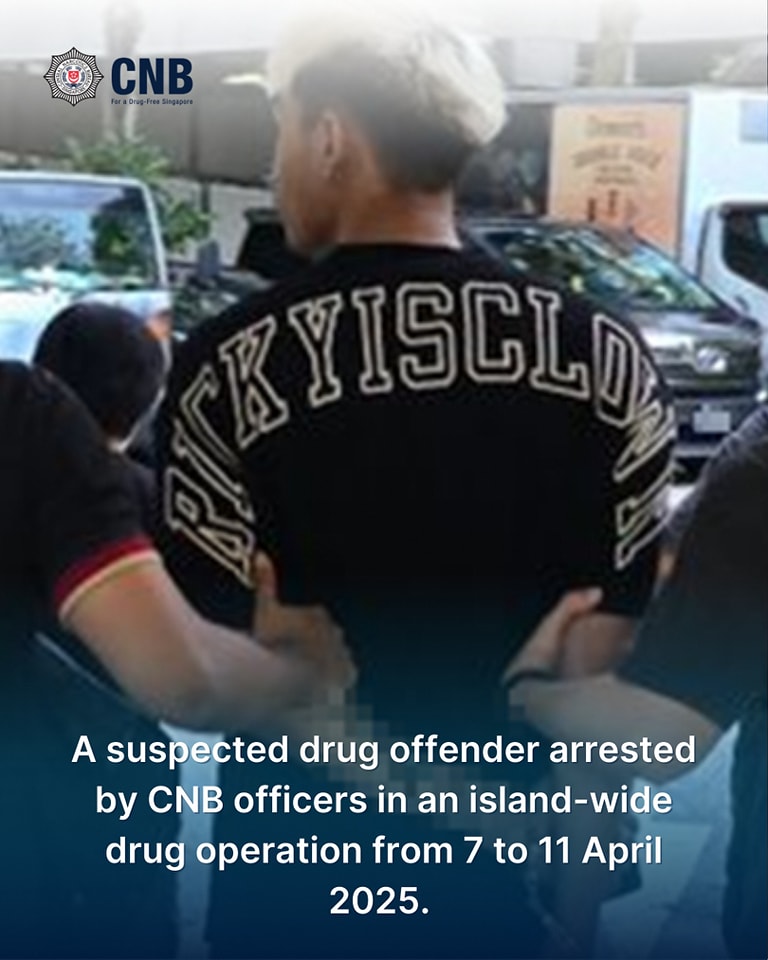 CNB
For a Drug-Free Singapore
RICKYISCLOWN
A suspected drug offender arrested
by CNB officers in an island-wide
drug operation from 7 to 11 April
2025.